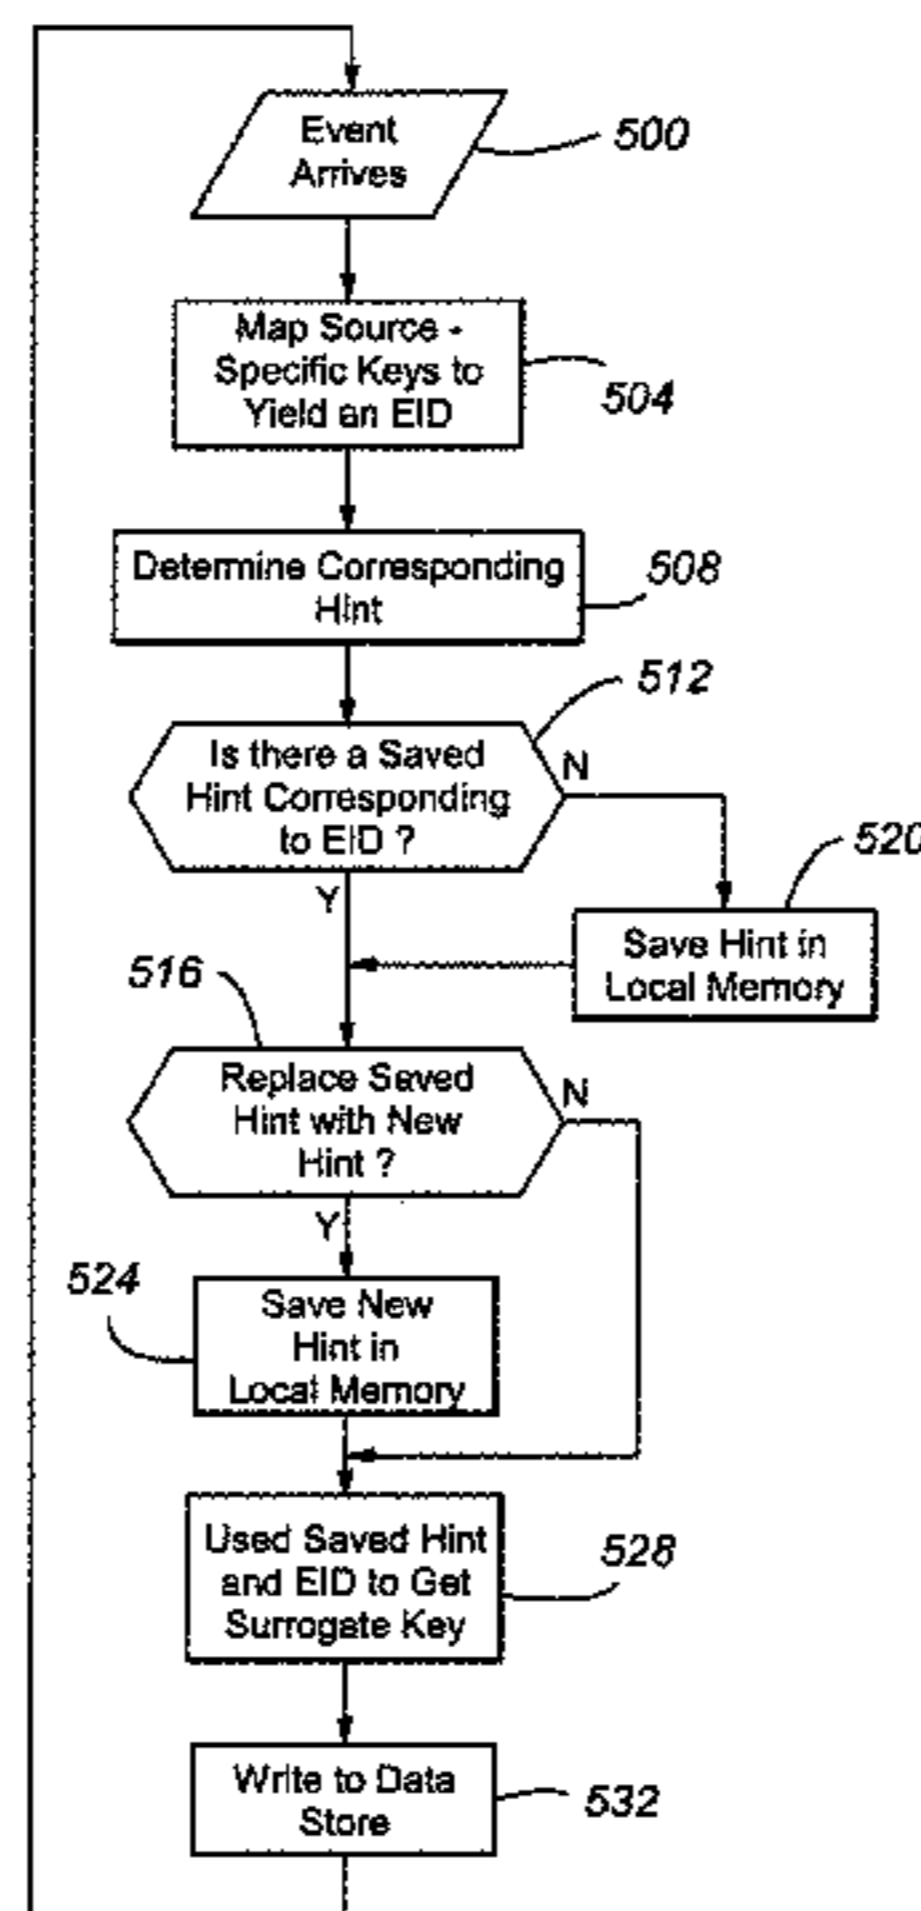 Event
Arrives
500
Map Source -
Specific Keys to
Yield an EID
504
Determine Corresponding
Hint
508
512
Is there a Saved
Hint Corresponding
to EID ?
N
Y
520
Save Hint in
Local Memory
516
Replace Saved
Hint with New
Hint ?
N
Y
524
Save New
Hint in
Local Memory
Used Saved Hint
and EID to Get
Surrogate Key
528
Write to Data
Store
532